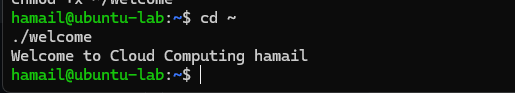 hamail@ubuntu-lab:~$ cd ~
./welcome
Welcome to Cloud Computing hamail
hamail@ubuntu-lab:~$